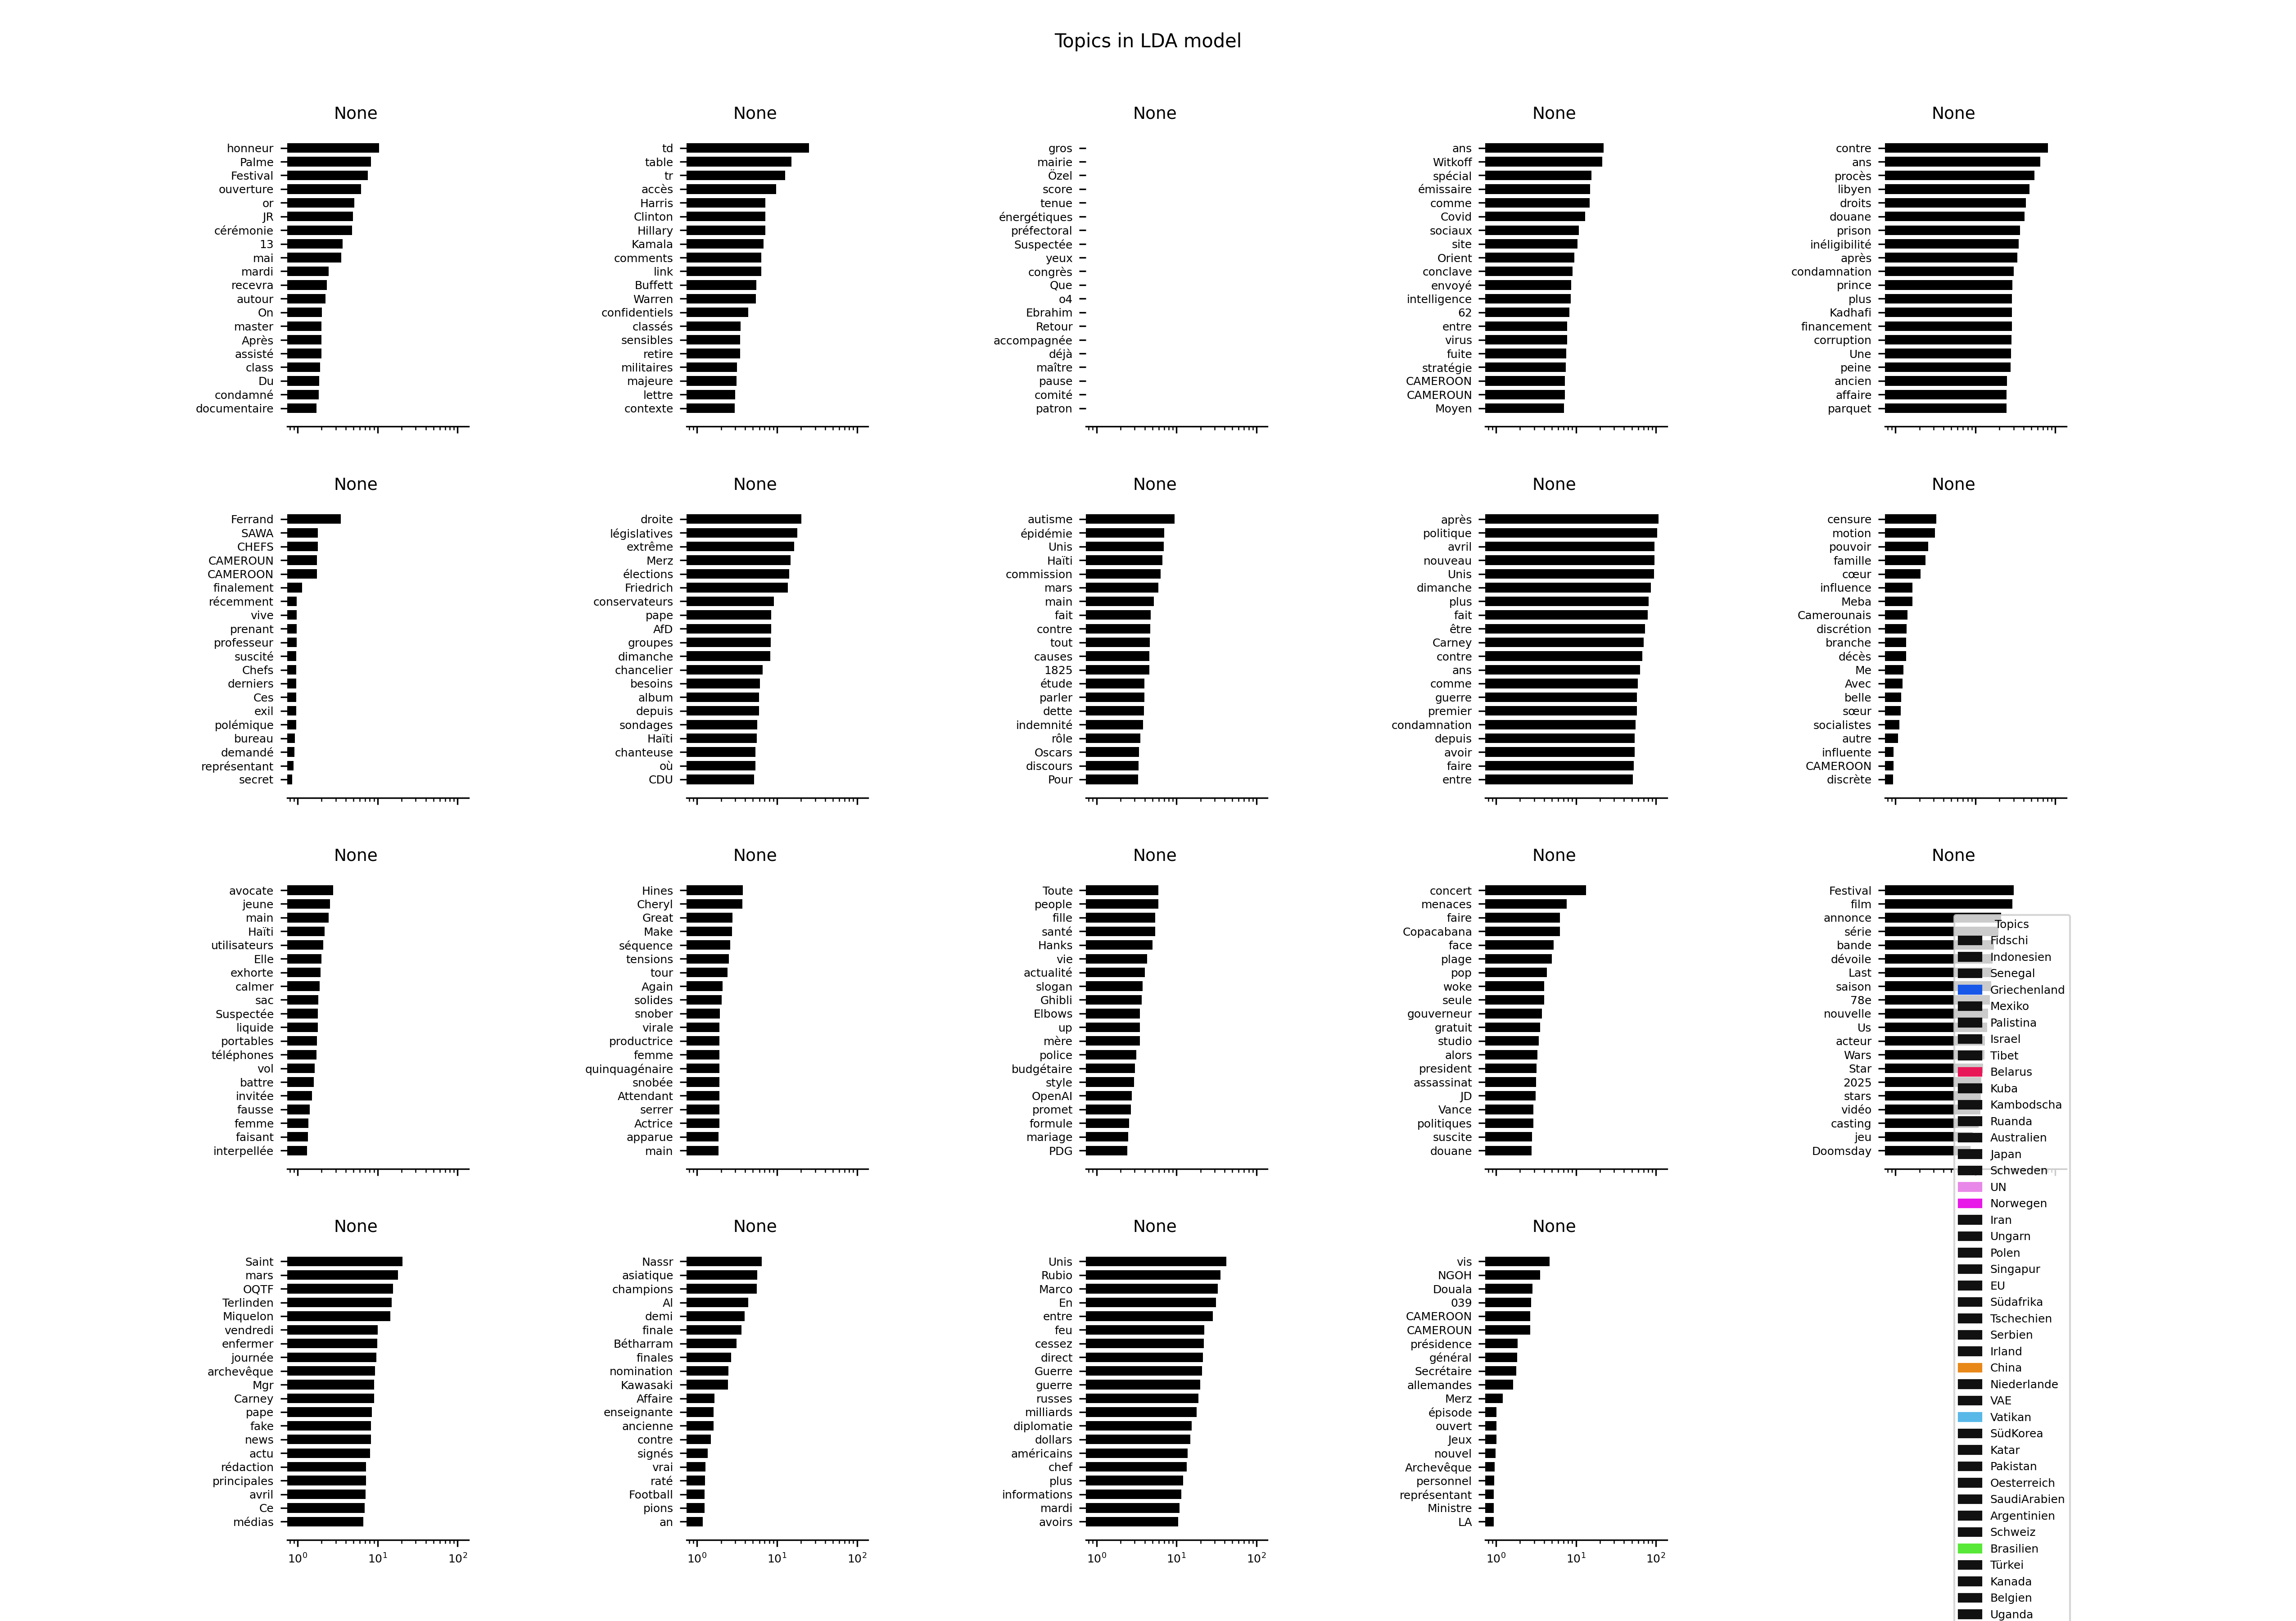 Topics in LDA model
None
honneur
Palme
Festival
ouverture
or
JR
cérémonie
13
mai
mardi
recevra
autour
On
master
Après
assisté
class
Du
condamné
documentaire
None
td
table
tr
accès
Harris
Clinton
Hillary
Kamala
comments
link
Buffett
Warren
confidentiels
classés
sensibles
retire
militaires
majeure
lettre
contexte
None
gros
mairie
Özel
score
tenue
énergétiques
préfectoral
Suspectée
yeux
congrès
Que
o4
Ebrahim
Retour
accompagnée
déjà
maître
pause
comité
patron
None
ans
Witkoff
spécial
émissaire
comme
Covid
sociaux
site
Orient
conclave
envoyé
intelligence
62
entre
virus
fuite
stratégie
CAMEROON
CAMEROUN
Moyen
None
contre
ans
procès
libyen
droits
douane
prison
inéligibilité
après
condamnation
prince
plus
Kadhafi
financement
corruption
Une
peine
ancien
affaire
parquet
None
Ferrand
SAWA
CHEFS
CAMEROUN
CAMEROON
finalement
récemment
vive
prenant
professeur
suscité
Chefs
derniers
Ces
exil
polémique
bureau
demandé
représentant
secret
None
droite
législatives
extrême
Merz
élections
Friedrich
conservateurs
pape
AfD
groupes
dimanche
chancelier
besoins
album
depuis
sondages
Haïti
chanteuse
où
CDU
None
autisme
épidémie
Unis
Haïti
commission
mars
main
fait
contre
tout
causes
1825
étude
parler
dette
indemnité
rôle
Oscars
discours
Pour
None
après
politique
avril
nouveau
Unis
dimanche
plus
fait
être
Carney
contre
ans
comme
guerre
premier
condamnation
depuis
avoir
faire
entre
None
censure
motion
pouvoir
famille
cœur
influence
Meba
Camerounais
discrétion
branche
décès
Me
Avec
belle
sœur
socialistes
autre
influente
CAMEROON
discrète
None
avocate
jeune
main
Haïti
utilisateurs
Elle
exhorte
calmer
sac
Suspectée
liquide
portables
téléphones
vol
battre
invitée
fausse
femme
faisant
interpellée
None
Hines
Cheryl
Great
Make
séquence
tensions
tour
Again
solides
snober
virale
productrice
femme
quinquagénaire
snobée
Attendant
serrer
Actrice
apparue
main
None
Toute
people
fille
santé
Hanks
vie
actualité
slogan
Ghibli
Elbows
up
mère
police
budgétaire
style
OpenAI
promet
formule
mariage
PDG
None
concert
menaces
faire
Copacabana
face
plage
pop
woke
seule
gouverneur
gratuit
studio
alors
president
assassinat
JD
Vance
politiques
suscite
douane
None
Festival
film
annonce
série
bande
dévoile
Last
saison
78e
nouvelle
Us
acteur
Wars
Star
2025
stars
vidéo
casting
jeu
Doomsday
None
Saint
mars
OQTF
Terlinden
Miquelon
vendredi
enfermer
journée
archevêque
Mgr
Carney
pape
fake
news
actu
rédaction
principales
avril
Ce
médias
10⁰ 10¹ 10²
None
Nassr
asiatique
champions
Al
demi
finale
Bétharram
finales
nomination
Kawasaki
Affaire
enseignante
ancienne
contre
signés
vrai
raté
Football
pions
an
10⁰ 10¹ 10²
None
Unis
Rubio
Marco
En
entre
feu
cessez
direct
Guerre
guerre
russes
milliards
diplomatie
dollars
américains
chef
plus
informations
mardi
avoirs
10⁰ 10¹ 10²
None
vis
NGOH
Douala
039
CAMEROON
CAMEROUN
présidence
général
Secrétaire
allemandes
Merz
épisode
ouvert
Jeux
nouvel
Archevêque
personnel
représentant
Ministre
LA
10⁰ 10¹ 10²
Topics
Fidschi
Indonesien
Senegal
Griechenland
Mexiko
Palistina
Israel
Tibet
Belarus
Kuba
Kambodscha
Ruanda
Australien
Japan
Schweden
UN
Norwegen
Iran
Ungarn
Polen
Singapur
EU
Südafrika
Tschechien
Serbien
Irland
China
Niederlande
VAE
Vatikan
SüdKorea
Katar
Pakistan
Oesterreich
SaudiArabien
Argentinien
Schweiz
Brasilien
Türkei
Kanada
Belgien
Uganda